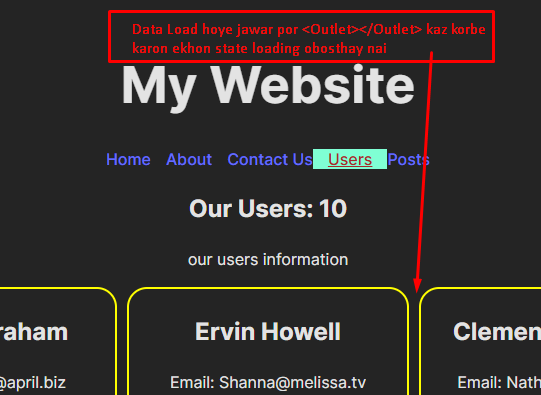 Data Load hoye jawar por <Outlet></Outlet> kaz korbe
karon ekhon state loading obosthay nai
My Website
Home About Contact Us Users Posts
Our Users: 10
our users information
raham Ervin Howell Clemen
@april.biz Email: Shanna@melissa.tv Email: Nath